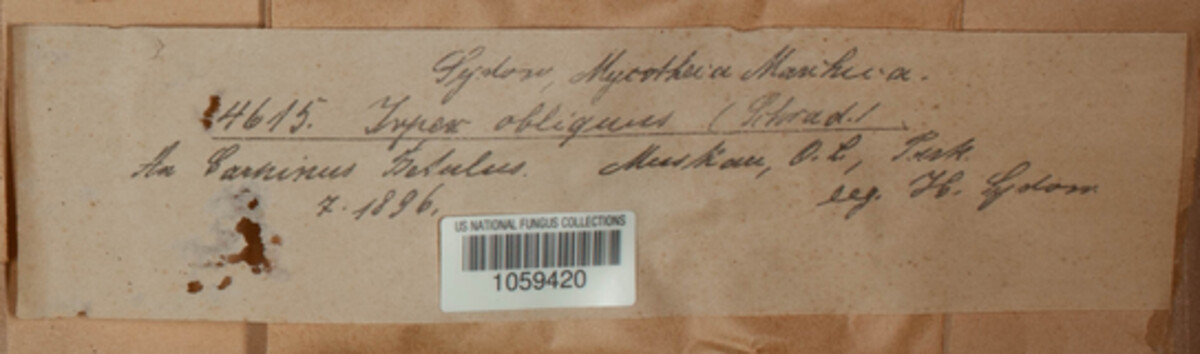 Sydow, Mycotheca Marchica.
4615. Irpex obliquus (Schrad.)
An Carpinus Betulus. Muskau, O. L., Park.
7. 1896. leg. H. Sydow
US NATIONAL FUNGUS COLLECTIONS
1059420